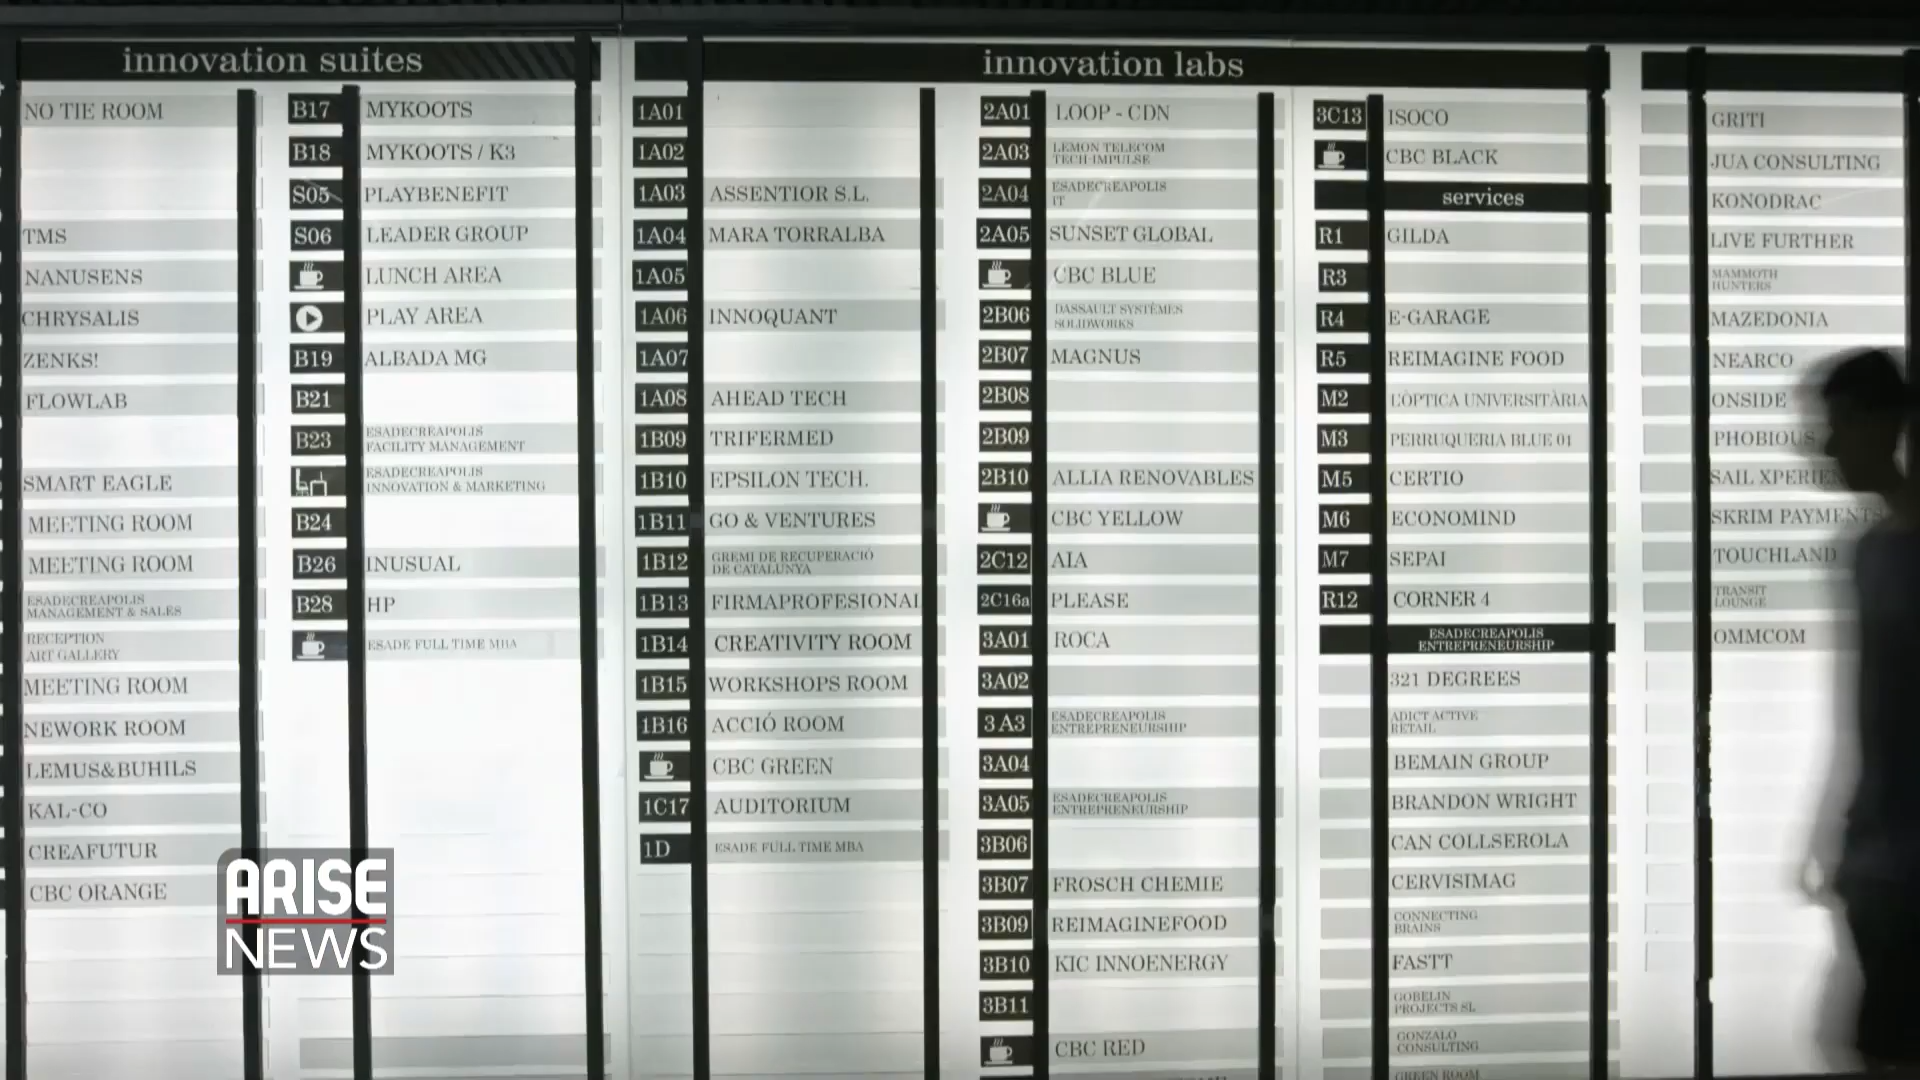 innovation suites
NO TIE ROOM
TMS
NANUSENS
CHRYSALIS
ZENKS!
FLOWLAB
SMART EAGLE
MEETING ROOM
MEETING ROOM
ESADECREAPOLIS
MANAGEMENT & SALES
RECEPTION
ART GALLERY
MEETING ROOM
NEWORK ROOM
LEMUS&BUHILS
KAL-CO
CREAFUTUR
CBC ORANGE
B17 MYKOOTS
B18 MYKOOTS / K3
S05 PLAYBENEFIT
S06 LEADER GROUP
LUNCH AREA
PLAY AREA
B19 ALBADA MG
B21
B23 ESADECREAPOLIS
FACILITY MANAGEMENT
ESADECREAPOLIS
INNOVATION & MARKETING
B24
B26 INUSUAL
B28 HP
ESADE FULL TIME MBA
innovation labs
1A01
1A02
1A03 ASSENTIOR S.L.
1A04 MARA TORRALBA
1A05
1A06 INNOQUANT
1A07
1A08 AHEAD TECH
1B09 TRIFERMED
1B10 EPSILON TECH.
1B11 GO & VENTURES
1B12 GREMI DE RECUPERACIÓ
DE CATALUNYA
1B13 FIRMAPROFESIONAL
1B14 CREATIVITY ROOM
1B15 WORKSHOPS ROOM
1B16 ACCIÓ ROOM
CBC GREEN
1C17 AUDITORIUM
1D ESADE FULL TIME MBA
2A01 LOOP - CDN
2A03 LEMON TELECOM
TECH-IMPULSE
2A04 ESADECREAPOLIS
IT
2A05 SUNSET GLOBAL
CBC BLUE
2B06 DASSAULT SYSTÈMES
SOLIDWORKS
2B07 MAGNUS
2B08
2B09
2B10 ALLIA RENOVABLES
CBC YELLOW
2C12 AIA
2C16a PLEASE
3A01 ROCA
3A02
3 A3 ESADECREAPOLIS
ENTREPRENEURSHIP
3A04
3A05 ESADECREAPOLIS
ENTREPRENEURSHIP
3B06
3B07 FROSCH CHEMIE
3B09 REIMAGINEFOOD
3B10 KIC INNOENERGY
3B11
CBC RED
3C13 ISOCO
CBC BLACK
services
R1 GILDA
R3
R4 E-GARAGE
R5 REIMAGINE FOOD
M2 L'ÒPTICA UNIVERSITÀRIA
M3 PERRUQUERIA BLUE 01
M5 CERTIO
M6 ECONOMIND
M7 SEPAI
R12 CORNER 4
ESADECREAPOLIS
ENTREPRENEURSHIP
321 DEGREES
ADICT ACTIVE
RETAIL
BEMAIN GROUP
BRANDON WRIGHT
CAN COLLSEROLA
CERVISIMAG
CONNECTING
BRAINS
FASTT
GOBELIN
PROJECTS SL
GONZALO
CONSULTING
GREEN ROOM
GRITI
JUA CONSULTING
KONODRAC
LIVE FURTHER
MAMMOTH
HUNTERS
MAZEDONIA
NEARCO
ONSIDE
PHOBIOUS
SAIL XPERIEN
SKRIM PAYMENTS
TOUCHLAND
TRANSIT
LOUNGE
OMMCOM
ARISE
NEWS